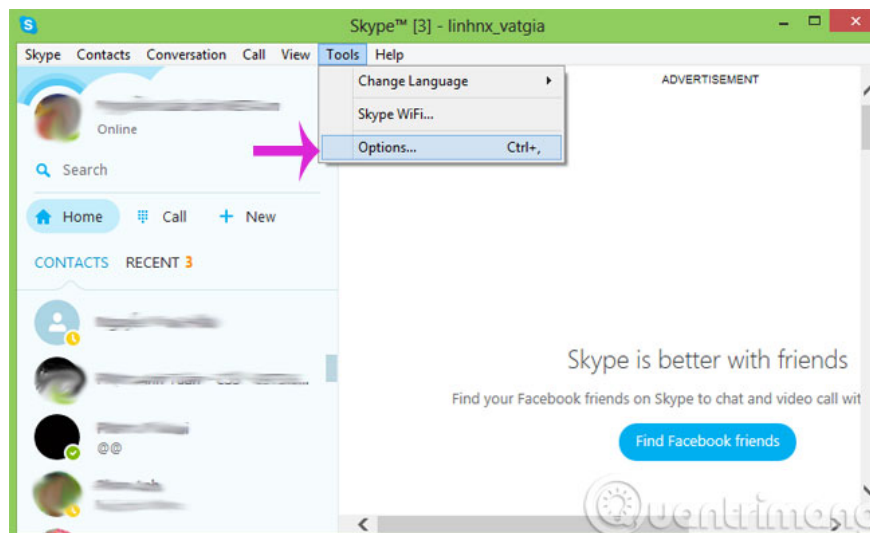 Skype™ [3] - linhnx_vatgia
Skype Contacts Conversation Call View Tools Help
Change Language
Skype WiFi...
Options... Ctrl+,
ADVERTISEMENT
Online
Search
Home Call + New
CONTACTS RECENT 3
@@
Skype is better with friends
Find your Facebook friends on Skype to chat and video call wit
Find Facebook friends
Quantrimang